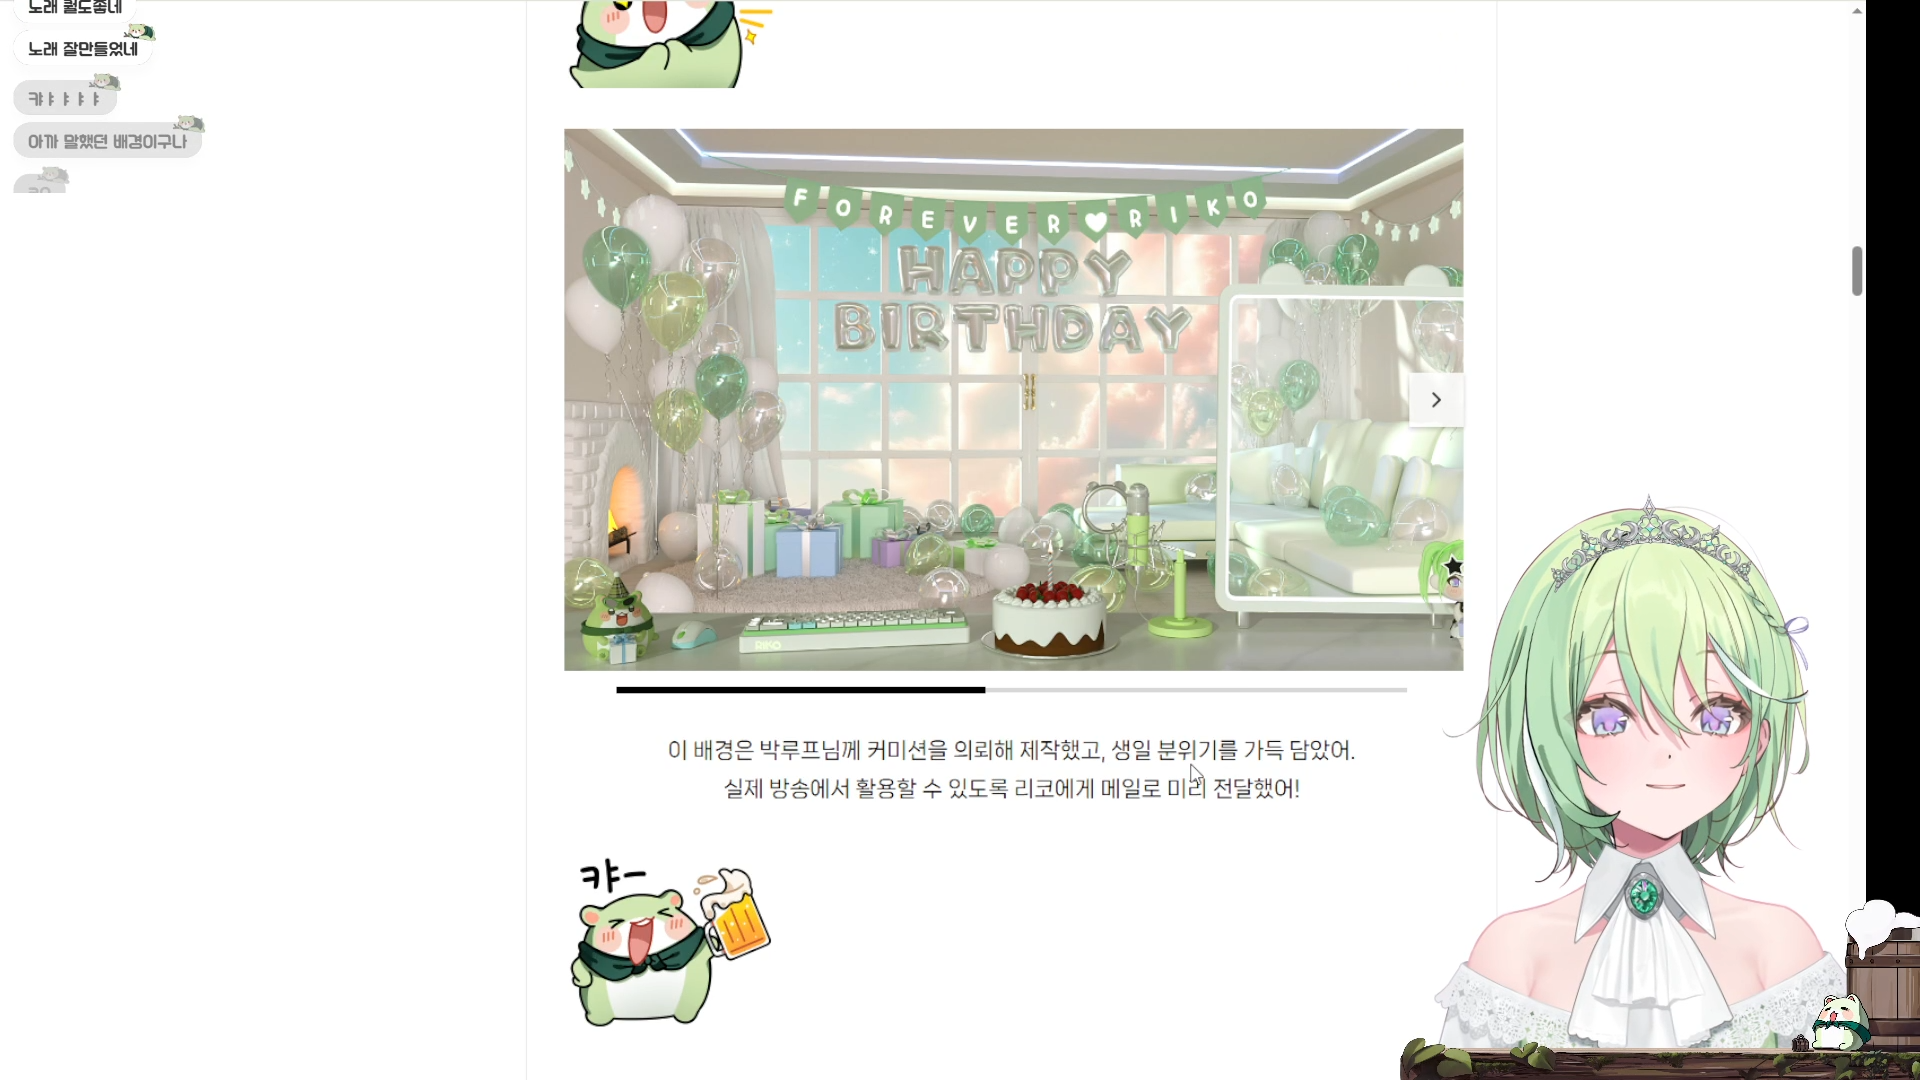 노래 퀄도좋네
노래 잘만들었네
캬ㅑㅑㅑㅑ
아까 말했던 배경이구나
FOREVER RIKO
HAPPY
BIRTHDAY
RIKO
이 배경은 박루프님께 커미션을 의뢰해 제작했고, 생일 분위기를 가득 담았어.
실제 방송에서 활용할 수 있도록 리코에게 메일로 미리 전달했어!
캬-